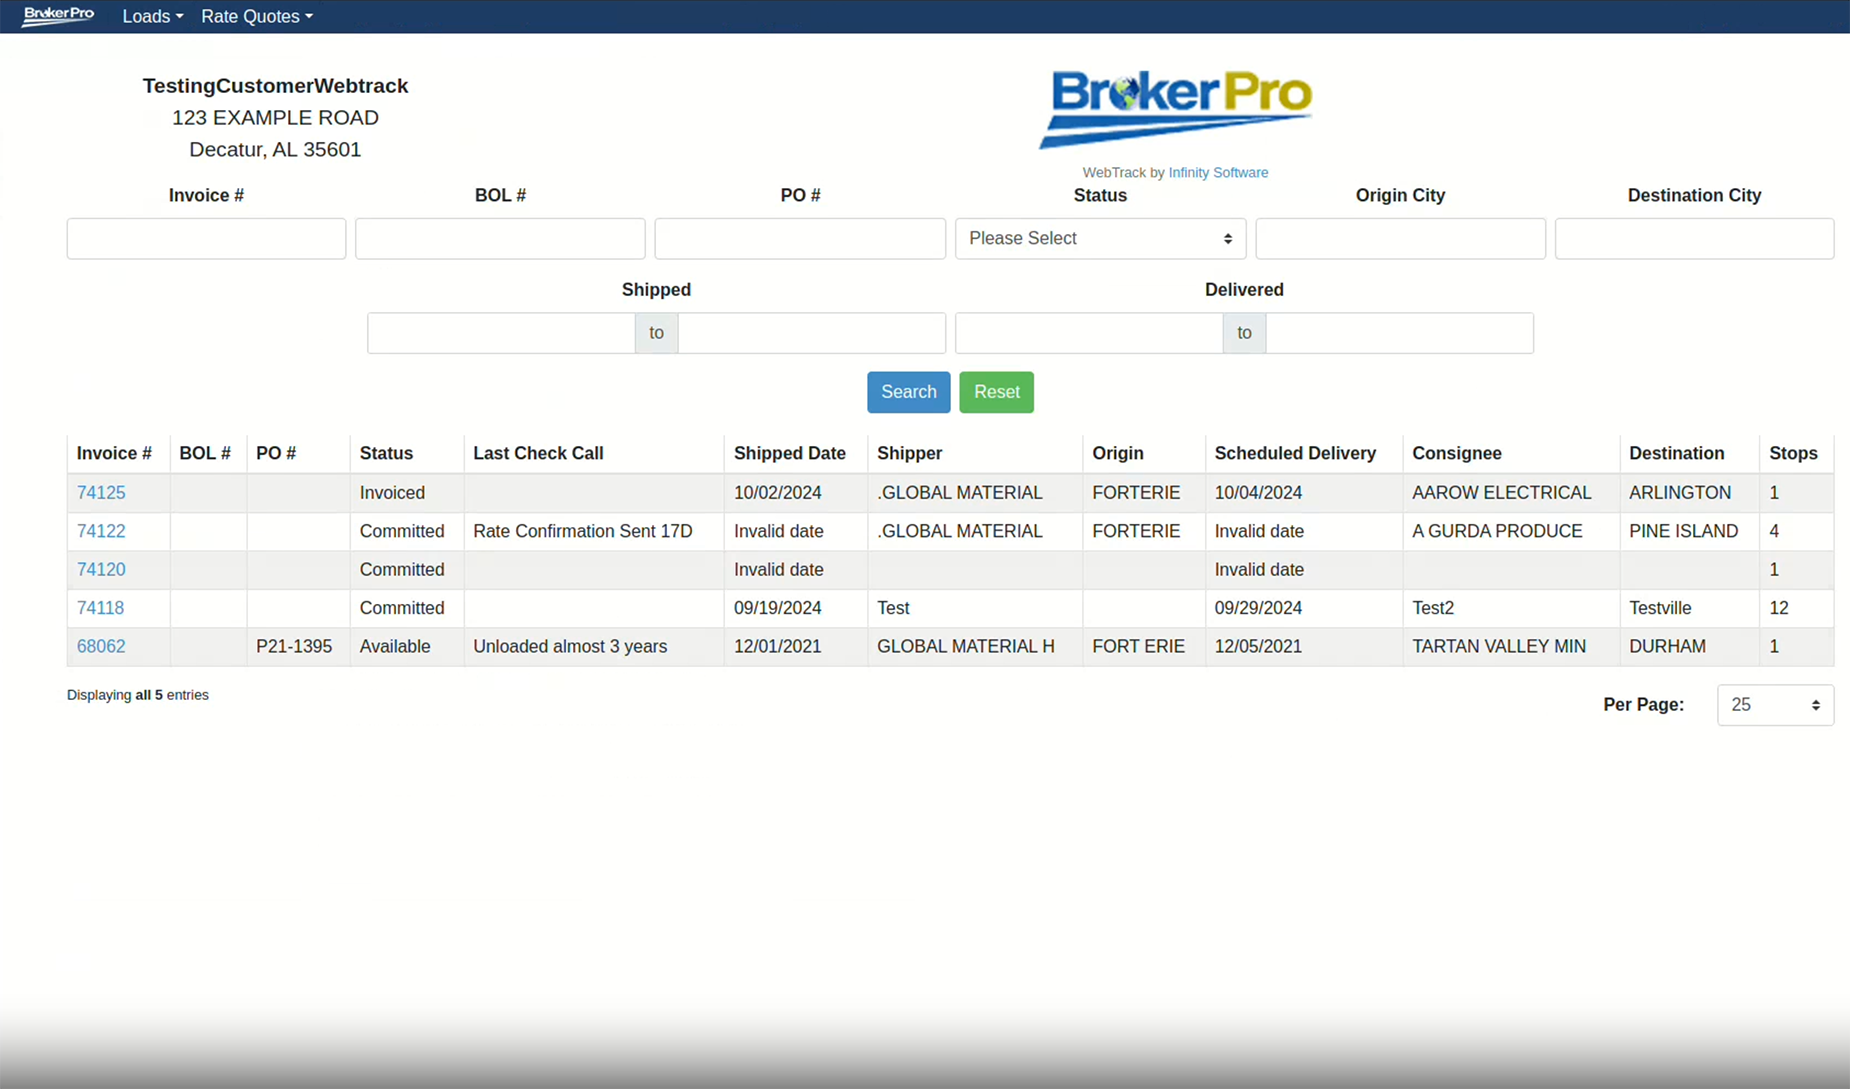 BrokerPro Loads Rate Quotes
TestingCustomerWebtrack
123 EXAMPLE ROAD
Decatur, AL 35601
BrokerPro
WebTrack by Infinity Software
Invoice # BOL # PO # Status Origin City Destination City
Please Select
Shipped Delivered
to to
Search Reset
Invoice # BOL # PO # Status Last Check Call Shipped Date Shipper Origin Scheduled Delivery Consignee Destination Stops
74125 Invoiced 10/02/2024 .GLOBAL MATERIAL FORTERIE 10/04/2024 AAROW ELECTRICAL ARLINGTON 1
74122 Committed Rate Confirmation Sent 17D Invalid date .GLOBAL MATERIAL FORTERIE Invalid date A GURDA PRODUCE PINE ISLAND 4
74120 Committed Invalid date Invalid date 1
74118 Committed 09/19/2024 Test 09/29/2024 Test2 Testville 12
68062 P21-1395 Available Unloaded almost 3 years 12/01/2021 GLOBAL MATERIAL H FORT ERIE 12/05/2021 TARTAN VALLEY MIN DURHAM 1
Displaying all 5 entries
Per Page: 25